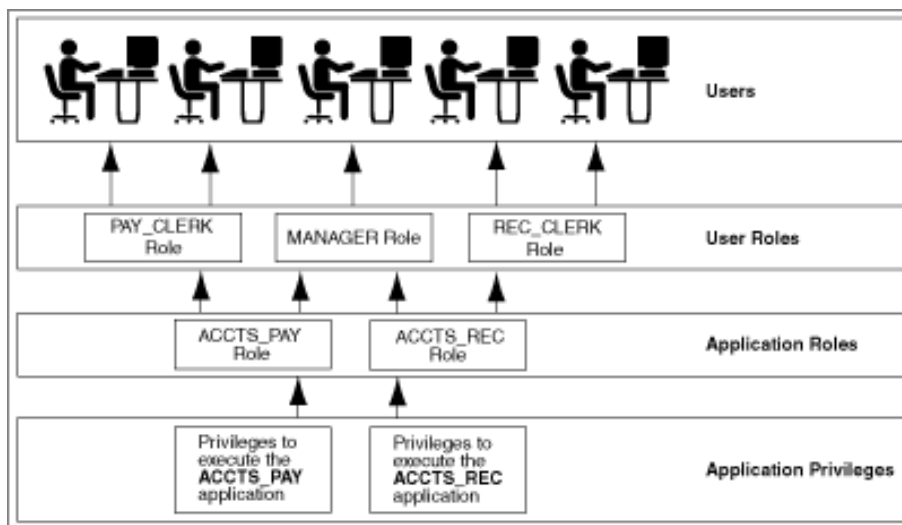 Users
PAY_CLERK
Role
MANAGER Role
REC_CLERK
Role
User Roles
ACCTS_PAY
Role
ACCTS_REC
Role
Application Roles
Privileges to
execute the
ACCTS_PAY
application
Privileges to
execute the
ACCTS_REC
application
Application Privileges